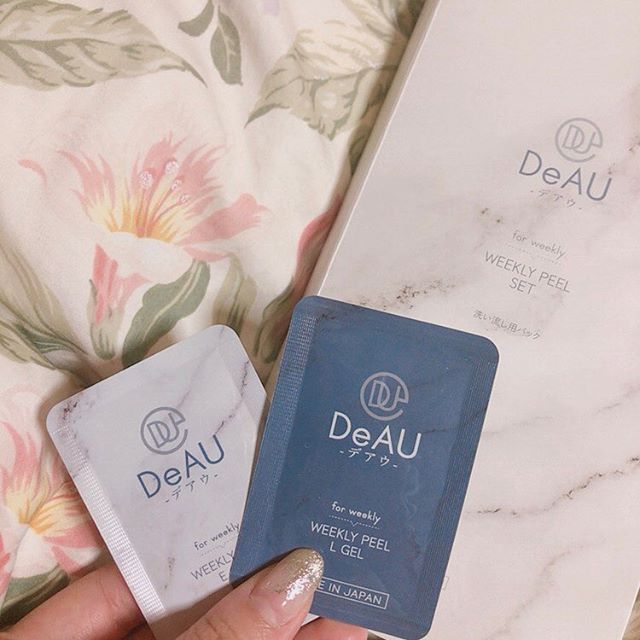 DeAU
-デアウ-
for weekly
WEEKLY PEEL
SET
洗い流し用パック
DeAU
-デアウ-
for weekly
WEEKLY PEEL
L GEL
IN JAPAN
DeAU
-デアウ-
for weekly
WEEKLY